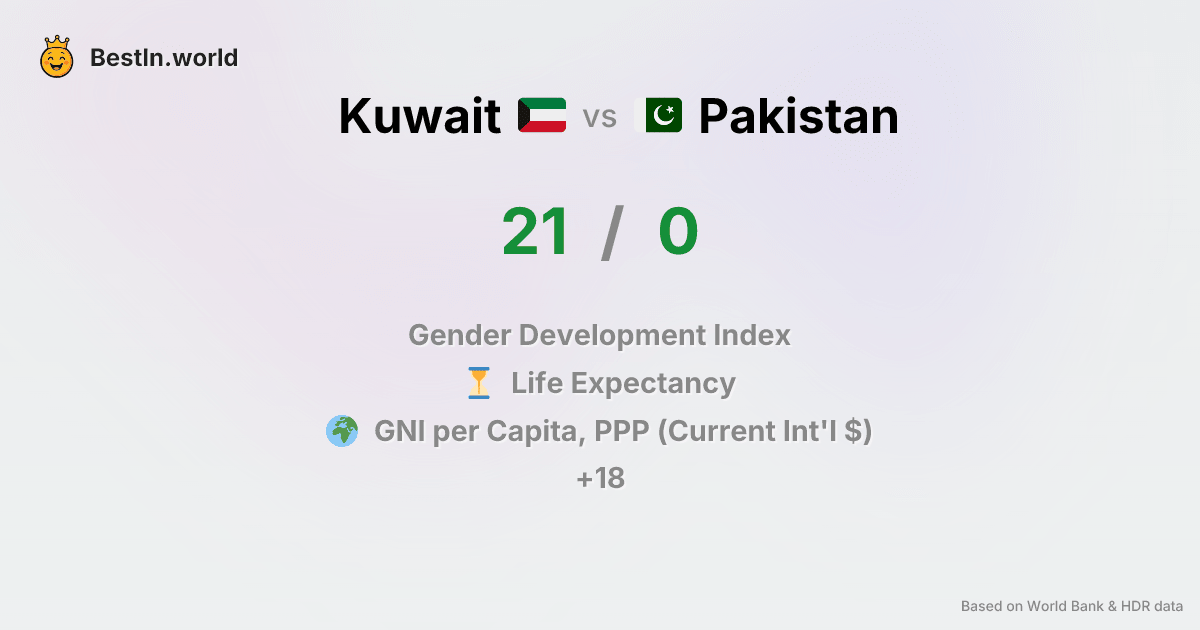 BestIn.world
Kuwait vs Pakistan
21 / 0
Gender Development Index
Life Expectancy
GNI per Capita, PPP (Current Int'l $)
+18
Based on World Bank & HDR data